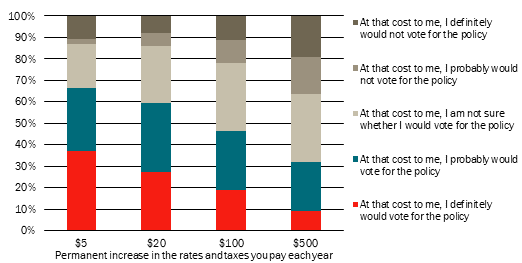 100%
90%
80%
70%
60%
50%
40%
30%
20%
10%
0%
$5 $20 $100 $500
Permanent increase in the rates and taxes you pay each year
At that cost to me, I definitely
would not vote for the policy
At that cost to me, I probably would
not vote for the policy
At that cost to me, I am not sure
whether I would vote for the policy
At that cost to me, I probably would
vote for the policy
At that cost to me, I definitely
would vote for the policy